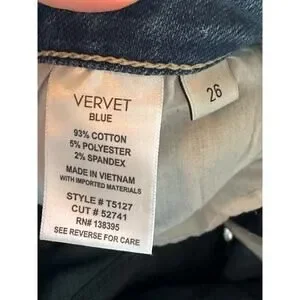 VERVET
BLUE
93% COTTON
5% POLYESTER
2% SPANDEX
MADE IN VIETNAM
WITH IMPORTED MATERIALS
STYLE # T5127
CUT # 52741
RN# 138395
SEE REVERSE FOR CARE
26